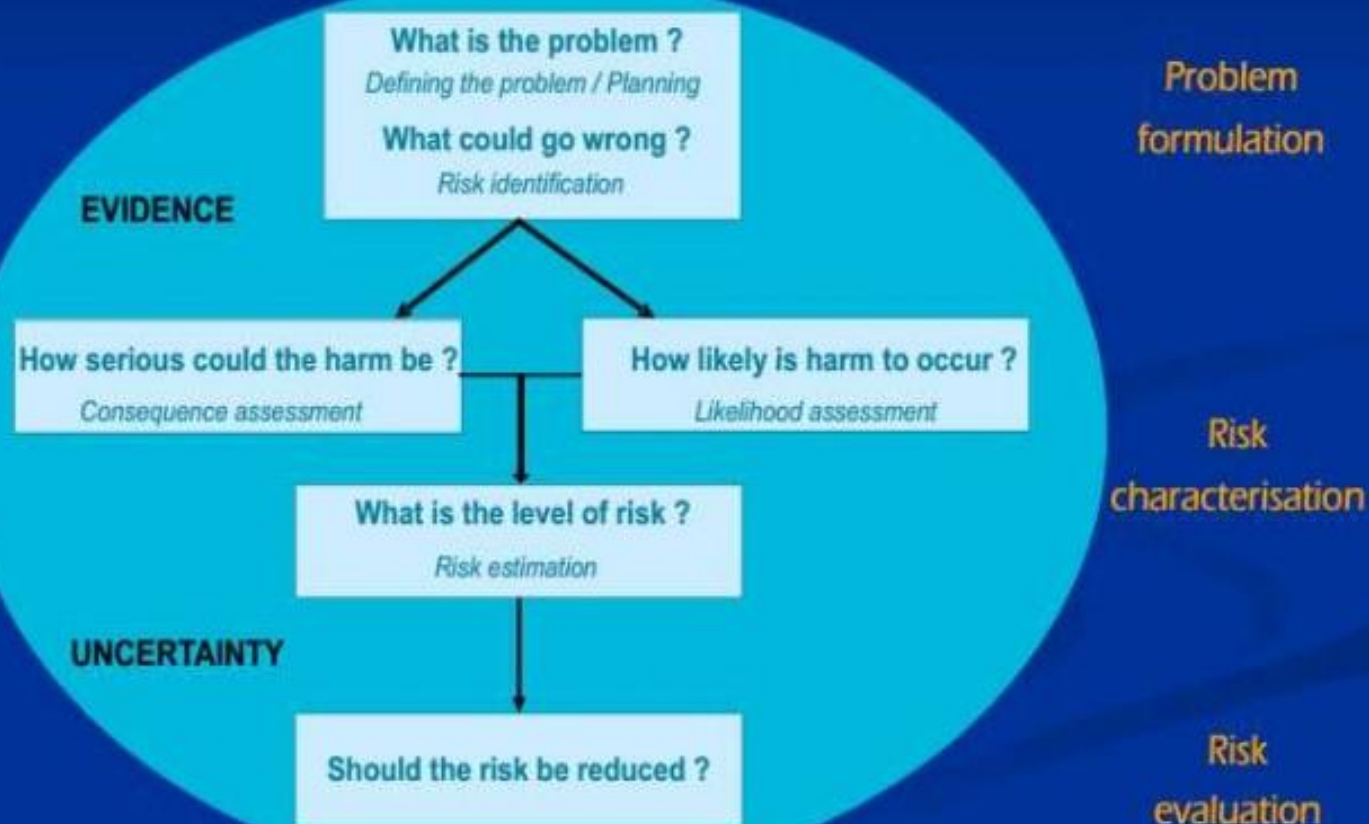 What is the problem ?
Defining the problem / Planning
What could go wrong ?
Risk identification
Problem
formulation
EVIDENCE
How serious could the harm be ?
Consequence assessment
How likely is harm to occur ?
Likelihood assessment
Risk
characterisation
What is the level of risk ?
Risk estimation
UNCERTAINTY
Should the risk be reduced ?
Risk
evaluation